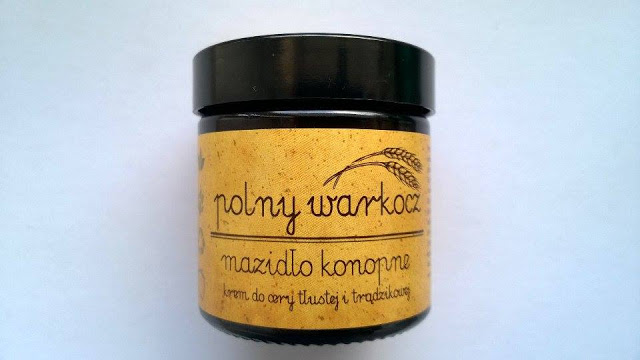 polny warkocz
mazidło konopne
krem do cery tłustej i trądzikowej